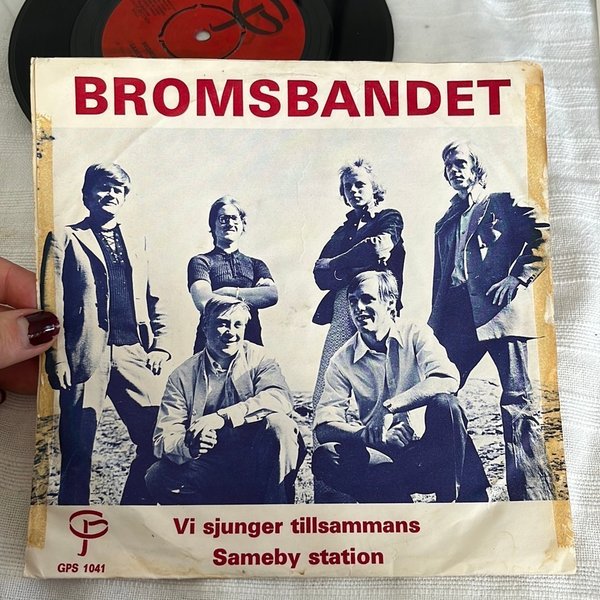 BROMSBANDET
Vi sjunger tillsammans
Sameby station
GPS 1041